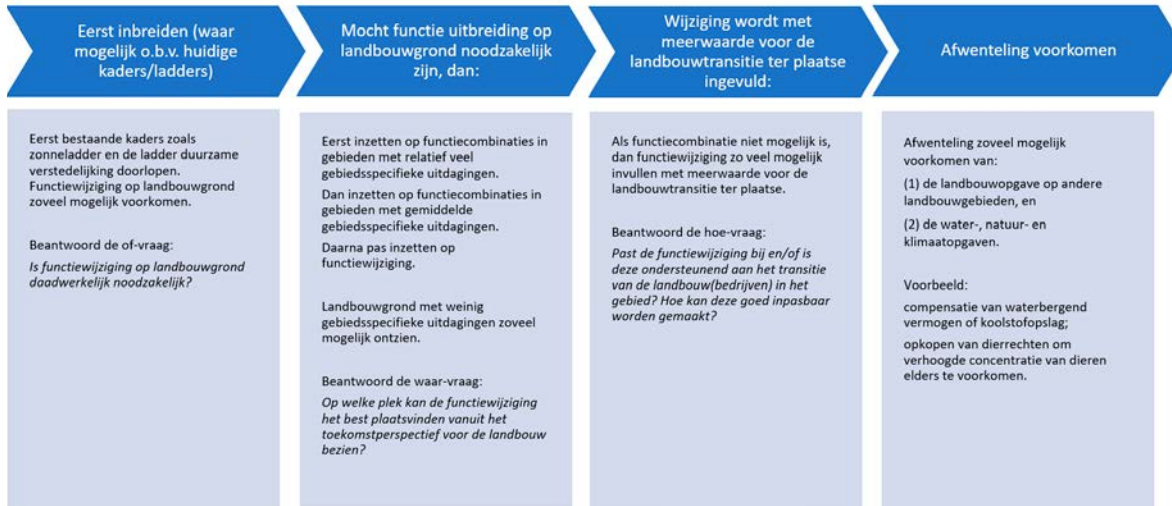 Eerst inbreiden (waar
mogelijk o.b.v. huidige
kaders/ladders)
Eerst bestaande kaders zoals
zonneladder en de ladder duurzame
verstedelijking doorlopen.
Functiewijziging op landbouwgrond
zoveel mogelijk voorkomen.
Beantwoord de of-vraag:
Is functiewijziging op landbouwgrond
daadwerkelijk noodzakelijk?
Mocht functie uitbreiding op
landbouwgrond noodzakelijk
zijn, dan:
Eerst inzetten op functiecombinaties in
gebieden met relatief veel
gebiedsspecifieke uitdagingen.
Dan inzetten op functiecombinaties in
gebieden met gemiddelde
gebiedsspecifieke uitdagingen.
Daarna pas inzetten op
functiewijziging.
Landbouwgrond met weinig
gebiedsspecifieke uitdagingen zoveel
mogelijk ontzien.
Beantwoord de waar-vraag:
Op welke plek kan de functiewijziging
het best plaatsvinden vanuit het
toekomstperspectief voor de landbouw
bezien?
Wijziging wordt met
meerwaarde voor de
landbouwtransitie ter plaatse
ingevuld:
Als functiecombinatie niet mogelijk is,
dan functiewijziging zo veel mogelijk
invullen met meerwaarde voor de
landbouwtransitie ter plaatse.
Beantwoord de hoe-vraag:
Past de functiewijziging bij en/of is
deze ondersteunend aan het transitie
van de landbouw(bedrijven) in het
gebied? Hoe kan deze goed inpasbaar
worden gemaakt?
Afwenteling voorkomen
Afwenteling zoveel mogelijk
voorkomen van:
(1) de landbouwopgave op andere
landbouwgebieden, en
(2) de water-, natuur- en
klimaatopgaven.
Voorbeeld:
compensatie van waterbergend
vermogen of koolstofopslag;
opkopen van dierrechten om
verhoogde concentratie van dieren
elders te voorkomen.